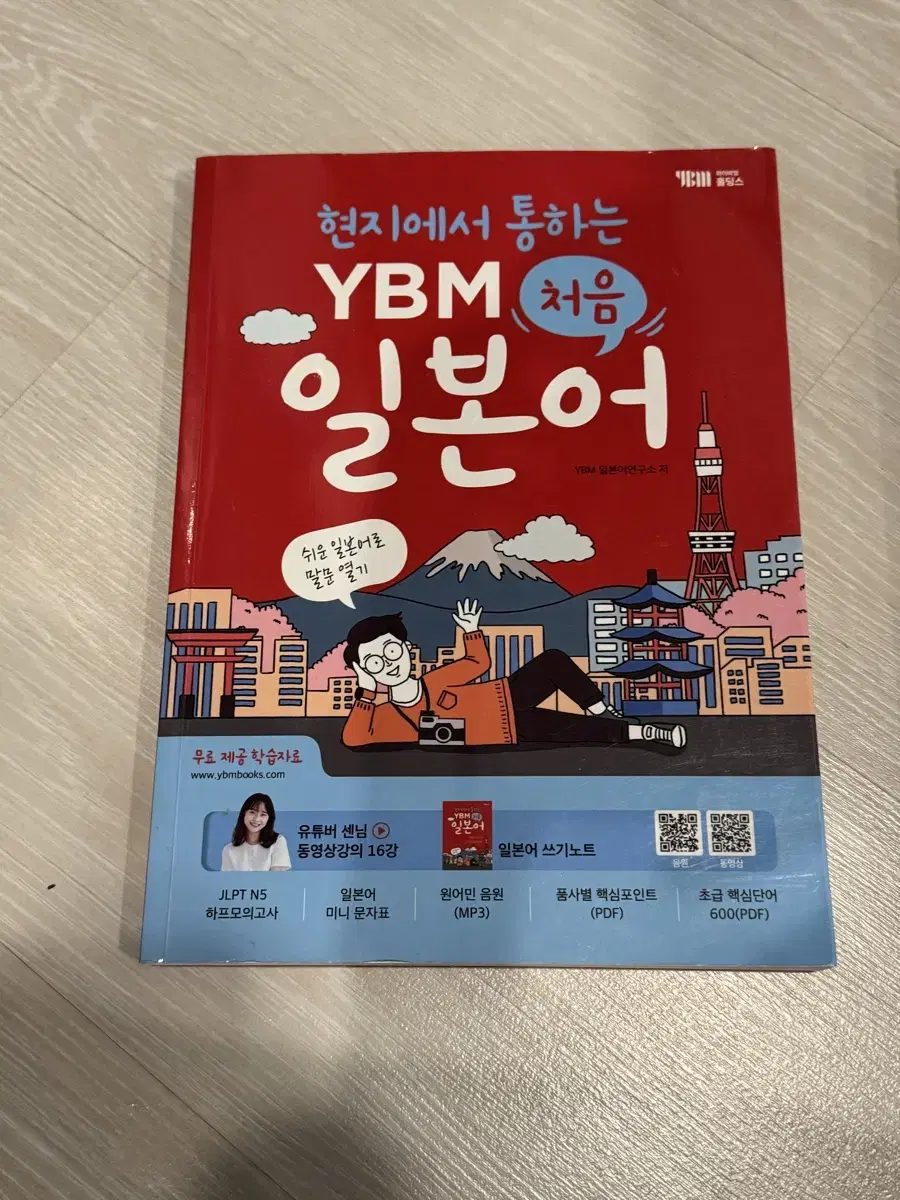 YBM 와이비엠
홀딩스
현지에서 통하는
YBM 처음
일본어
YBM 일본어연구소 저
쉬운 일본어로
말문 열기
무료 제공 학습자료
www.ybmbooks.com
유튜버 센님
동영상강의 16강
YBM
일본어
일본어 쓰기노트
음원
동영상
JLPT N5
하프모의고사
일본어
미니 문자표
원어민 음원
(MP3)
품사별 핵심포인트
(PDF)
초급 핵심단어
600(PDF)